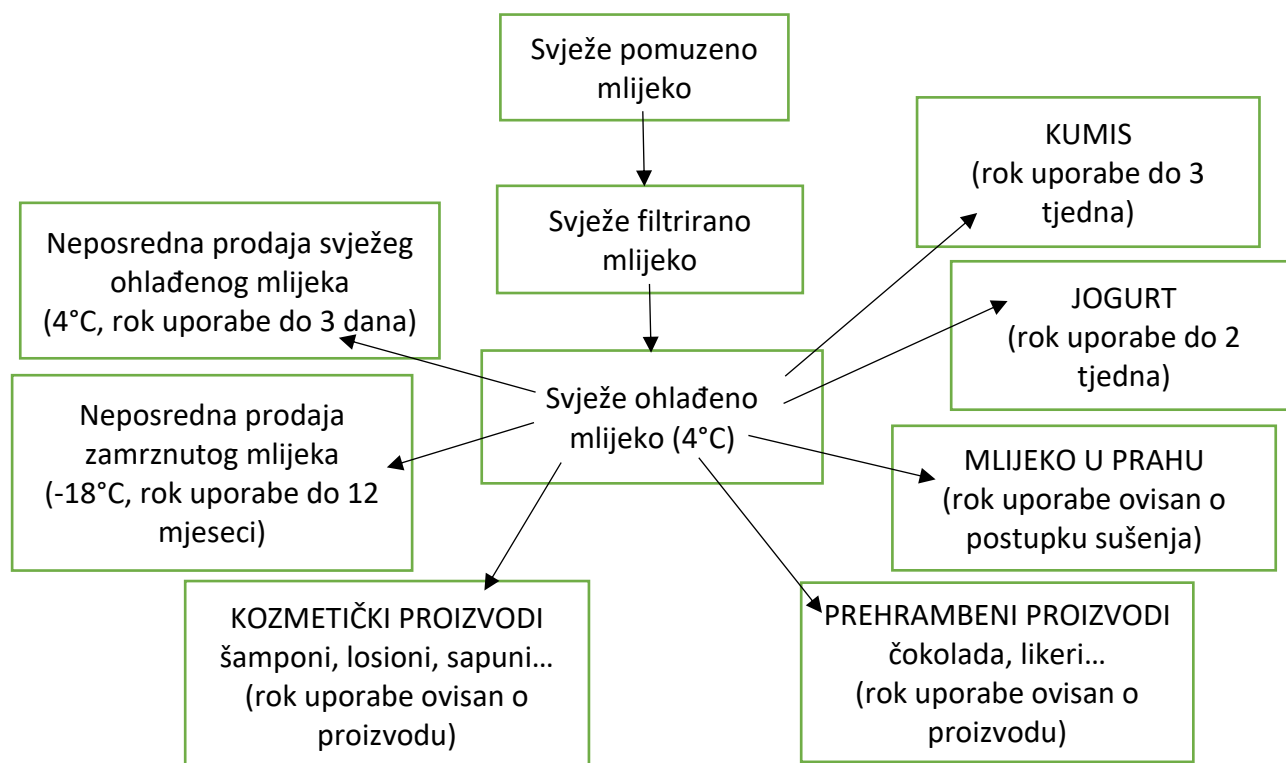 Svježe pomuzeno
mlijeko
KUMIS
(rok uporabe do 3
tjedna)
Svježe filtrirano
mlijeko
Neposredna prodaja svježeg
ohlađenog mlijeka
(4°C, rok uporabe do 3 dana)
JOGURT
(rok uporabe do 2
tjedna)
Svježe ohlađeno
mlijeko (4°C)
Neposredna prodaja
zamrznutog mlijeka
(-18°C, rok uporabe do 12
mjeseci)
MLIJEKO U PRAHU
(rok uporabe ovisan o
postupku sušenja)
KOZMETIČKI PROIZVODI
šamponi, losioni, sapuni…
(rok uporabe ovisan o
proizvodu)
PREHRAMBENI PROIZVODI
čokolada, likeri…
(rok uporabe ovisan o
proizvodu)